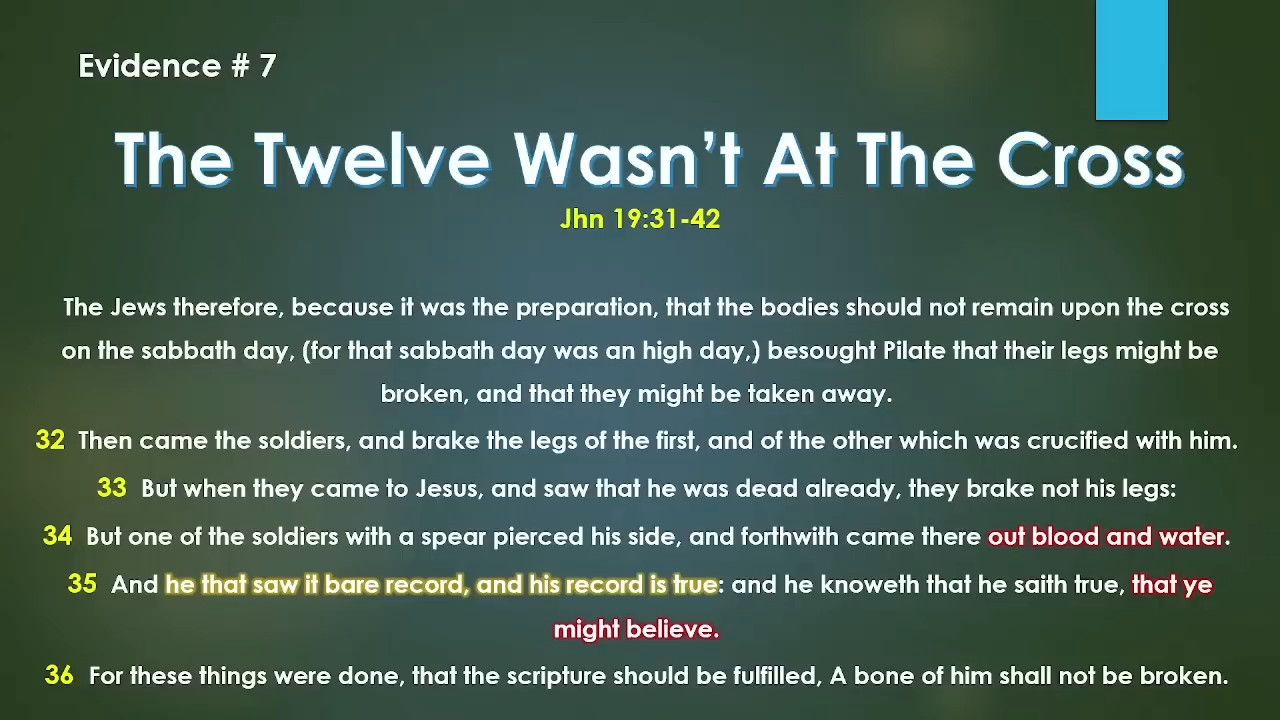 Evidence # 7
The Twelve Wasn’t At The Cross
Jhn 19:31-42
The Jews therefore, because it was the preparation, that the bodies should not remain upon the cross
on the sabbath day, (for that sabbath day was an high day,) besought Pilate that their legs might be
broken, and that they might be taken away.
32 Then came the soldiers, and brake the legs of the first, and of the other which was crucified with him.
33 But when they came to Jesus, and saw that he was dead already, they brake not his legs:
34 But one of the soldiers with a spear pierced his side, and forthwith came there out blood and water.
35 And he that saw it bare record, and his record is true: and he knoweth that he saith true, that ye
might believe.
36 For these things were done, that the scripture should be fulfilled, A bone of him shall not be broken.